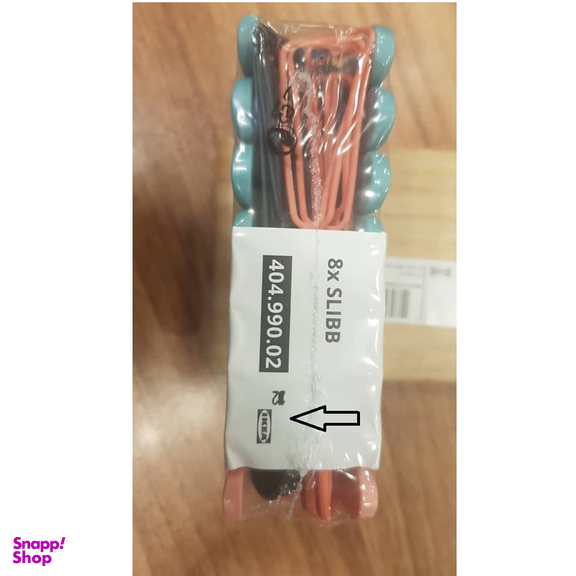 8x SLIBB
404.990.02
IKEA
Snapp!
Shop